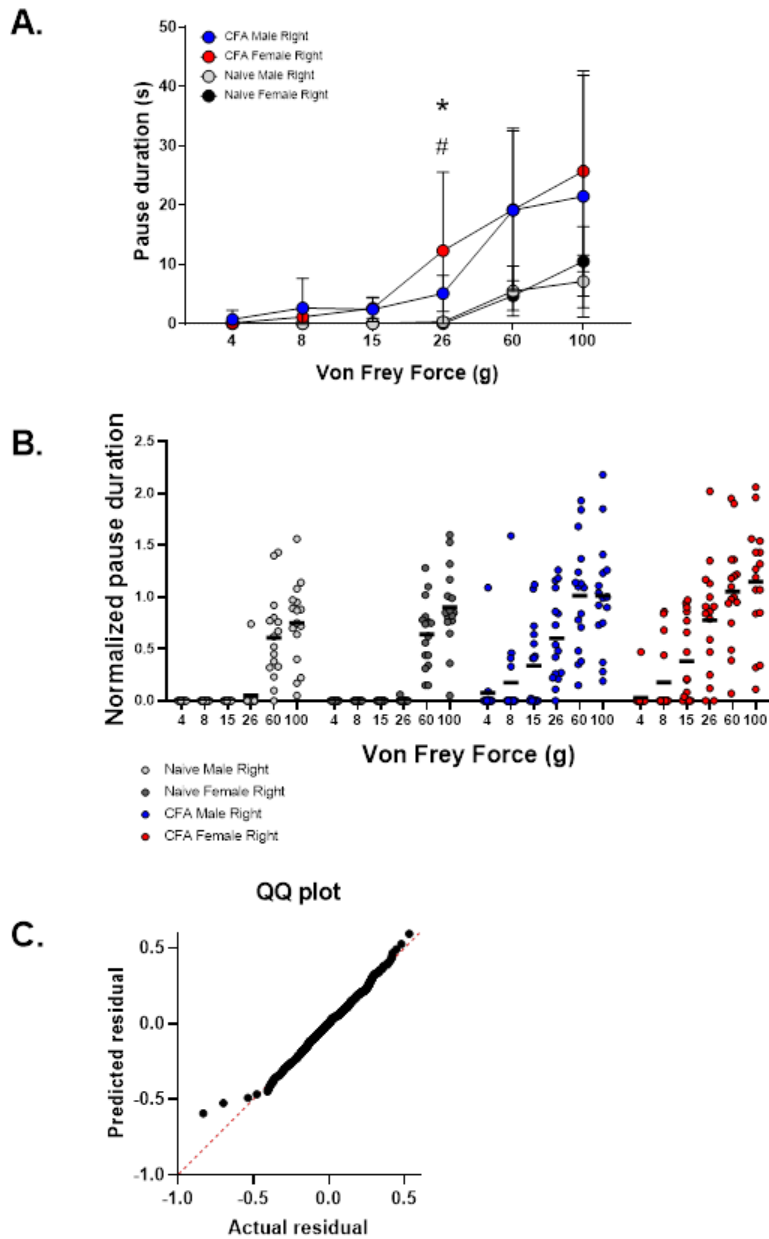 A.
50
40
30
20
10
0
Pause duration (s)
CFA Male Right
CFA Female Right
Naive Male Right
Naive Female Right
*
#
4 8 15 26 60 100
Von Frey Force (g)
B.
2.5
2.0
1.5
1.0
0.5
0.0
Normalized pause duration
4 8 15 26 60 100 4 8 15 26 60 100 4 8 15 26 60 100 4 8 15 26 60 100
Von Frey Force (g)
Naive Male Right
Naive Female Right
CFA Male Right
CFA Female Right
QQ plot
C.
0.5
0.0
-0.5
-1.0
Predicted residual
-1.0 -0.5 0.0 0.5
Actual residual